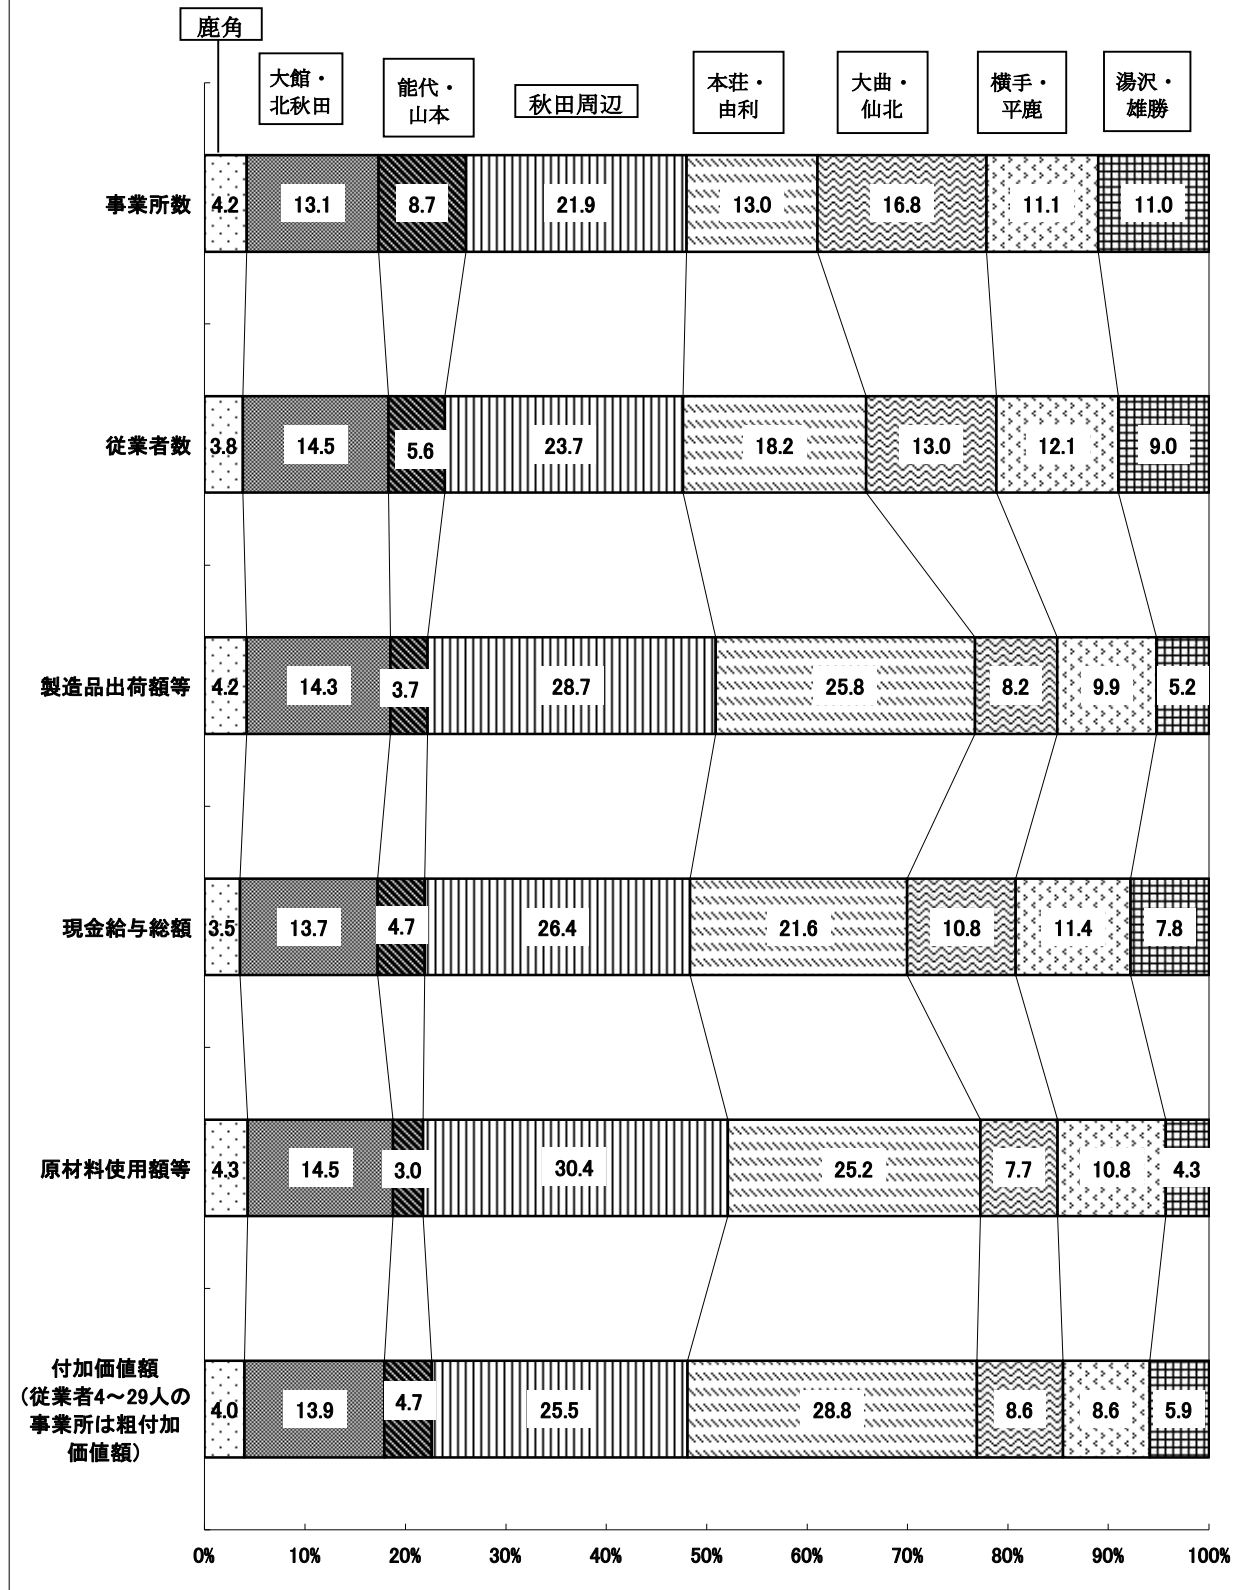 鹿角
大館・
北秋田
能代・
山本
秋田周辺
本荘・
由利
大曲・
仙北
横手・
平鹿
湯沢・
雄勝
事業所数 4.2 13.1 8.7 21.9 13.0 16.8 11.1 11.0
従業者数 3.8 14.5 5.6 23.7 18.2 13.0 12.1 9.0
製造品出荷額等 4.2 14.3 3.7 28.7 25.8 8.2 9.9 5.2
現金給与総額 3.5 13.7 4.7 26.4 21.6 10.8 11.4 7.8
原材料使用額等 4.3 14.5 3.0 30.4 25.2 7.7 10.8 4.3
付加価値額
（従業者4～29人の
事業所は粗付加
価値額）
4.0 13.9 4.7 25.5 28.8 8.6 8.6 5.9
0% 10% 20% 30% 40% 50% 60% 70% 80% 90% 100%